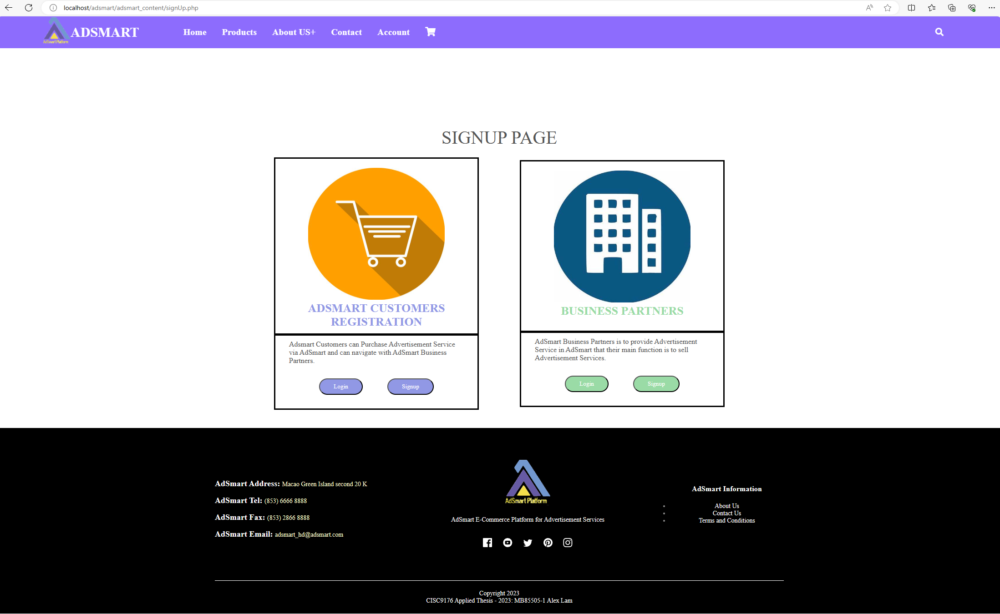 localhost/adsmart/adsmart_content/signUp.php
AdSmart Platform
ADSMART
Home
Products
About US+
Contact
Account
SIGNUP PAGE
ADSMART CUSTOMERS
REGISTRATION
Adsmart Customers can Purchase Advertisement Service
via AdSmart and can navigate with AdSmart Business
Partners.
Login
Signup
BUSINESS PARTNERS
AdSmart Business Partners is to provide Advertisement
Service in AdSmart that their main function is to sell
Advertisement Services.
Login
Signup
AdSmart Address: Macao Green Island second 20 K
AdSmart Tel: (853) 6666 8888
AdSmart Fax: (853) 2866 8888
AdSmart Email: adsmart_hd@adsmart.com
AdSmart Platform
AdSmart E-Commerce Platform for Advertisement Services
AdSmart Information
About Us
Contact Us
Terms and Conditions
Copyright 2023
CISC9176 Applied Thesis - 2023: MB85505-1 Alex Lam